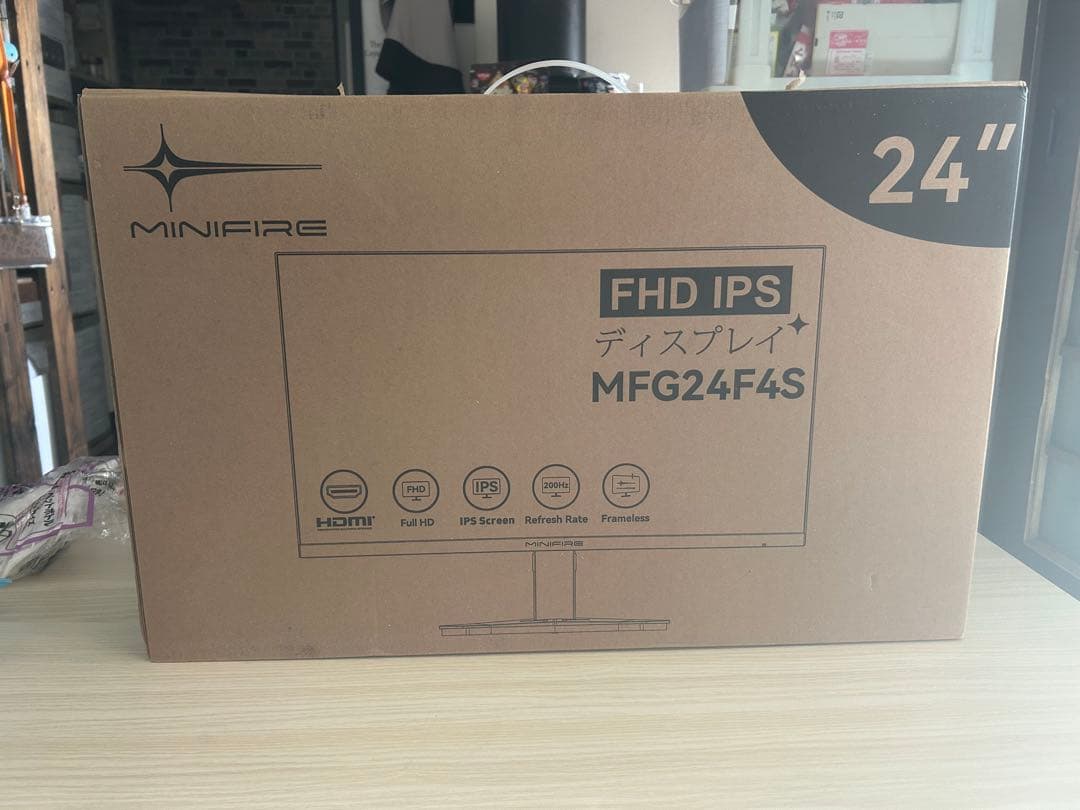 MINIFIRE
24"
FHD IPS
ディスプレイ
MFG24F4S
FHD
IPS
200Hz
HDMI
Full HD
IPS Screen
Refresh Rate
Frameless
MINIFIRE